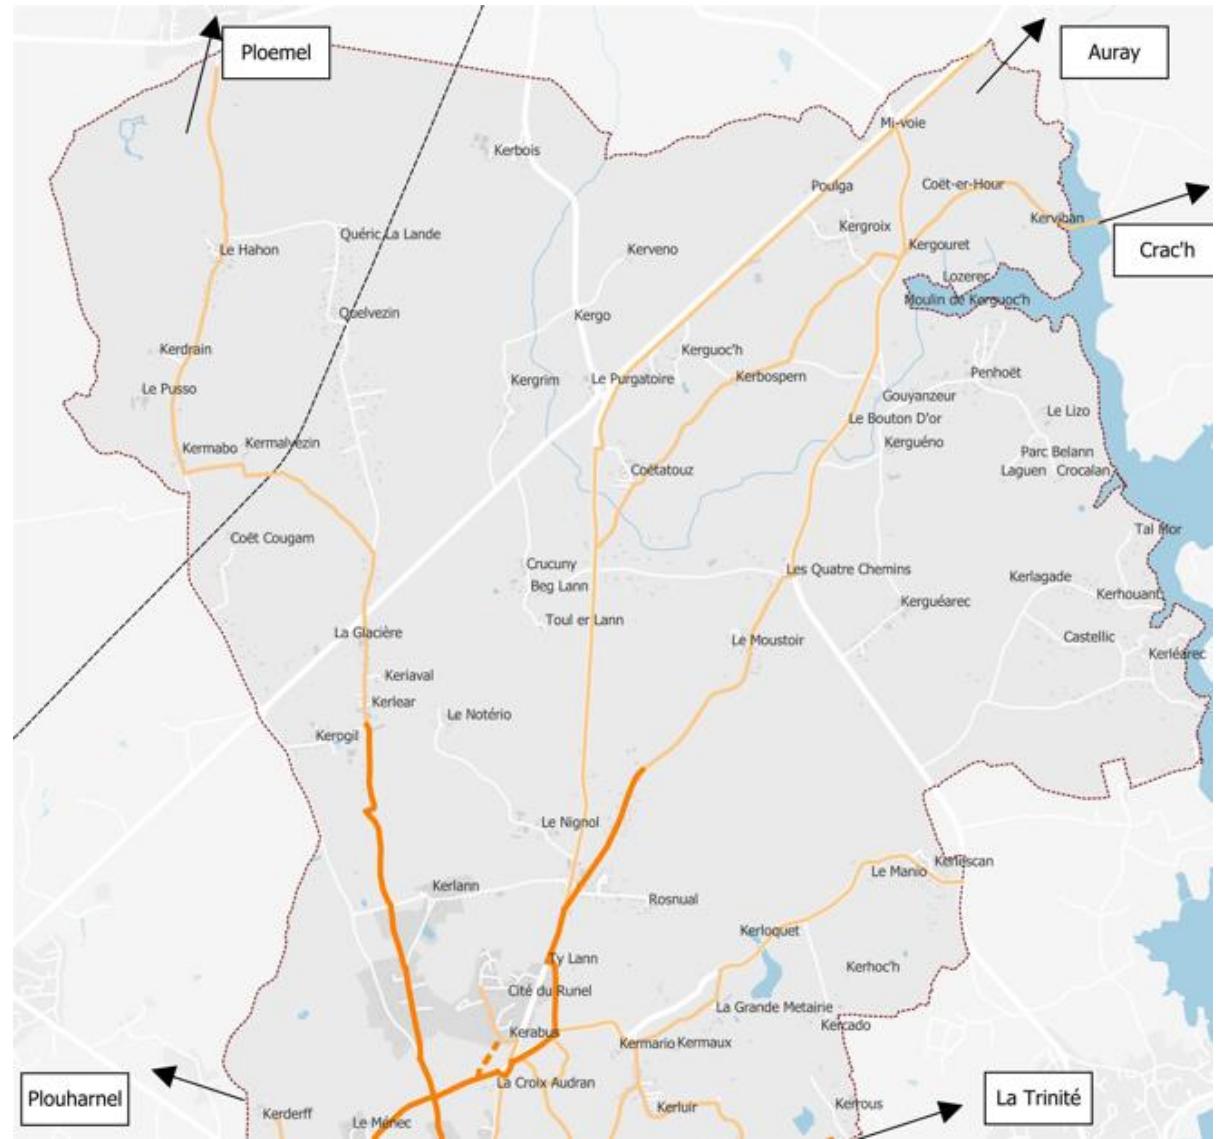 Ploemel
Auray
Mi-voie
Kerbois
Poulga
Coët-er-Hour
Kergroix
Kerviban
Quéric La Lande
Le Hahon
Kerveno
Kergouret
Crac'h
Lozerec
Moulin de Kerguoc'h
Quelvezin
Kergo
Kerdrain
Kerguoc'h
Kergrim
Le Purgatoire
Kerbospern
Penhoët
Le Pusso
Gouyanzeur
Le Lizo
Le Bouton D'or
Kermabo
Kermalvezin
Kerguéno
Parc Belann
Coëtatouz
Laguen
Crocalan
Coët Cougam
Tal Mor
Crucuny
Les Quatre Chemins
Kerlagade
Beg Lann
Kerhouant
Kerguéarec
Toul er Lann
La Glacière
Le Moustoir
Castellic
Kerléarec
Keriaval
Kerlear
Le Notério
Kerogil
Le Nignol
Kerlescan
Le Manio
Kerlann
Rosnual
Kerloquet
Ty Lann
Kerhoc'h
Cité du Runel
La Grande Metairie
Kercado
Kerabus
Kermario
Kermaux
La Croix Audran
Plouharnel
La Trinité
Kerderff
Kerluir
Kerrous
Le Ménec